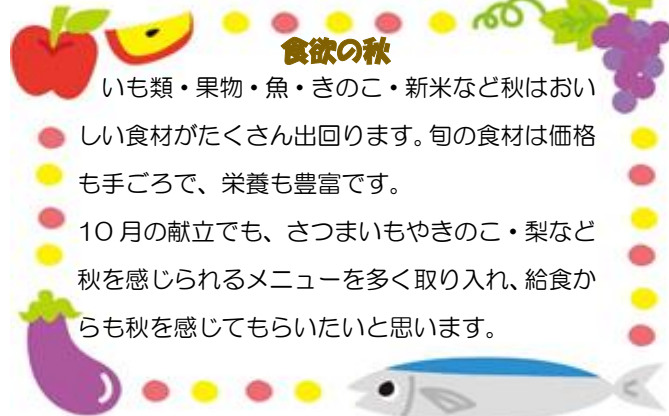 食欲の秋
いも類・果物・魚・きのこ・新米など秋はおい
しい食材がたくさん出回ります。旬の食材は価格
も手ごろで、栄養も豊富です。
10月の献立でも、さつまいもやきのこ・梨など
秋を感じられるメニューを多く取り入れ、給食か
らも秋を感じてもらいたいと思います。